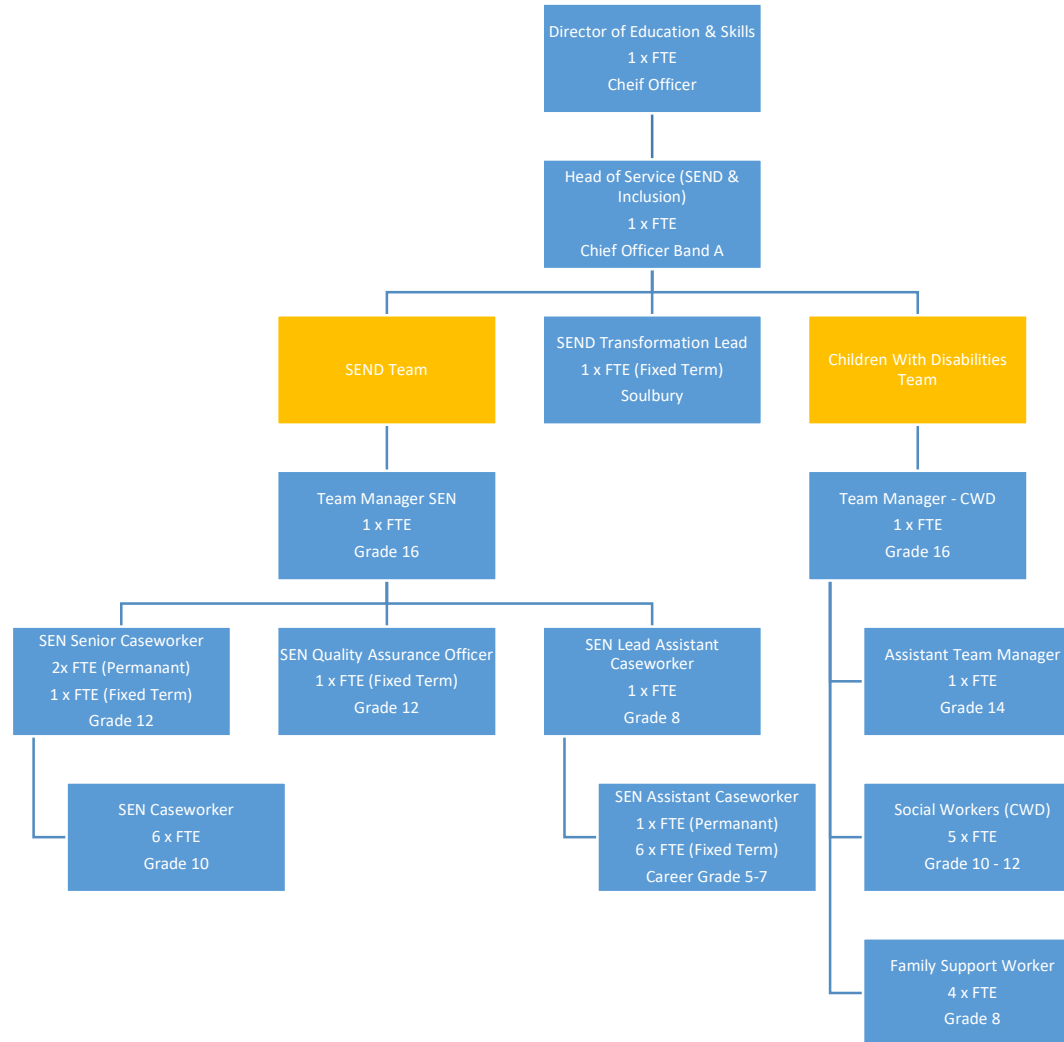 Director of Education & Skills
1 x FTE
Cheif Officer
Head of Service (SEND &
Inclusion)
1 x FTE
Chief Officer Band A
SEND Team
SEND Transformation Lead
1 x FTE (Fixed Term)
Soulbury
Children With Disabilities
Team
Team Manager SEN
1 x FTE
Grade 16
Team Manager - CWD
1 x FTE
Grade 16
SEN Senior Caseworker
2x FTE (Permanant)
1 x FTE (Fixed Term)
Grade 12
SEN Quality Assurance Officer
1 x FTE (Fixed Term)
Grade 12
SEN Lead Assistant
Caseworker
1 x FTE
Grade 8
Assistant Team Manager
1 x FTE
Grade 14
SEN Caseworker
6 x FTE
Grade 10
SEN Assistant Caseworker
1 x FTE (Permanant)
6 x FTE (Fixed Term)
Career Grade 5-7
Social Workers (CWD)
5 x FTE
Grade 10 - 12
Family Support Worker
4 x FTE
Grade 8